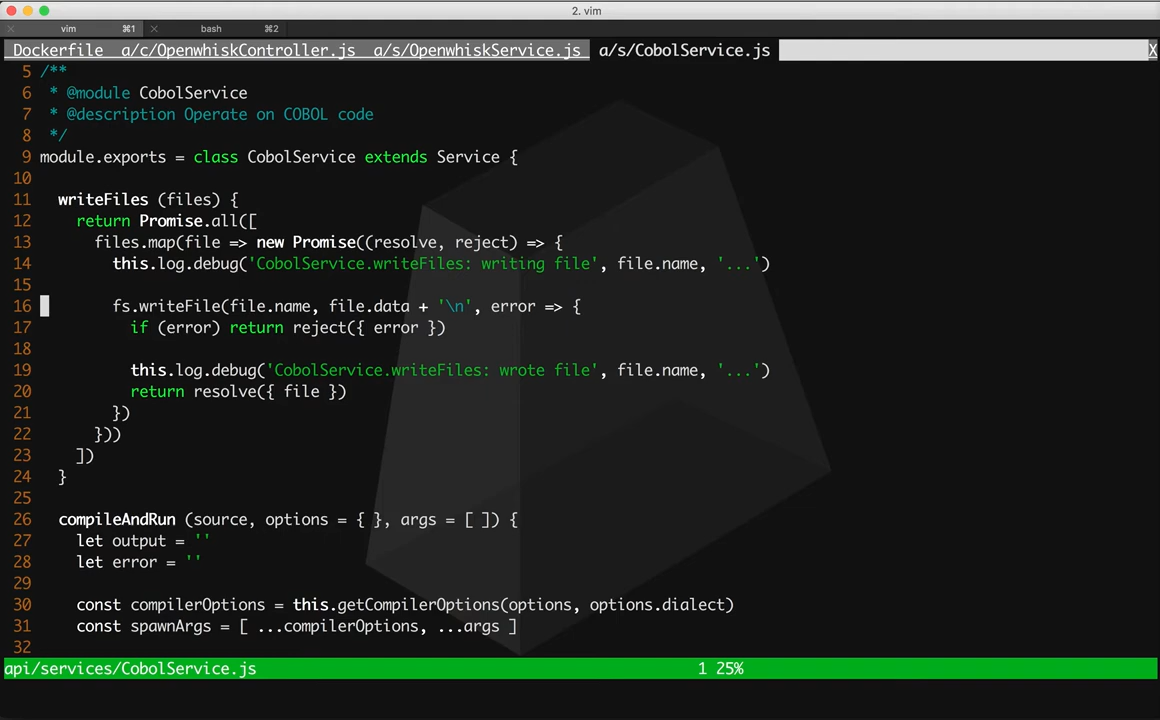 2. vim
vim ⌘1 bash ⌘2
Dockerfile a/c/OpenwhiskController.js a/s/OpenwhiskService.js a/s/CobolService.js X
5 /**
6  * @module CobolService
7  * @description Operate on COBOL code
8  */
9 module.exports = class CobolService extends Service {
10
11   writeFiles (files) {
12     return Promise.all([
13       files.map(file => new Promise((resolve, reject) => {
14         this.log.debug('CobolService.writeFiles: writing file', file.name, '...')
15
16         fs.writeFile(file.name, file.data + '\n', error => {
17           if (error) return reject({ error })
18
19           this.log.debug('CobolService.writeFiles: wrote file', file.name, '...')
20           return resolve({ file })
21         })
22       }))
23     ])
24   }
25
26   compileAndRun (source, options = { }, args = [ ]) {
27     let output = ''
28     let error = ''
29
30     const compilerOptions = this.getCompilerOptions(options, options.dialect)
31     const spawnArgs = [ ...compilerOptions, ...args ]
32
api/services/CobolService.js 1 25%